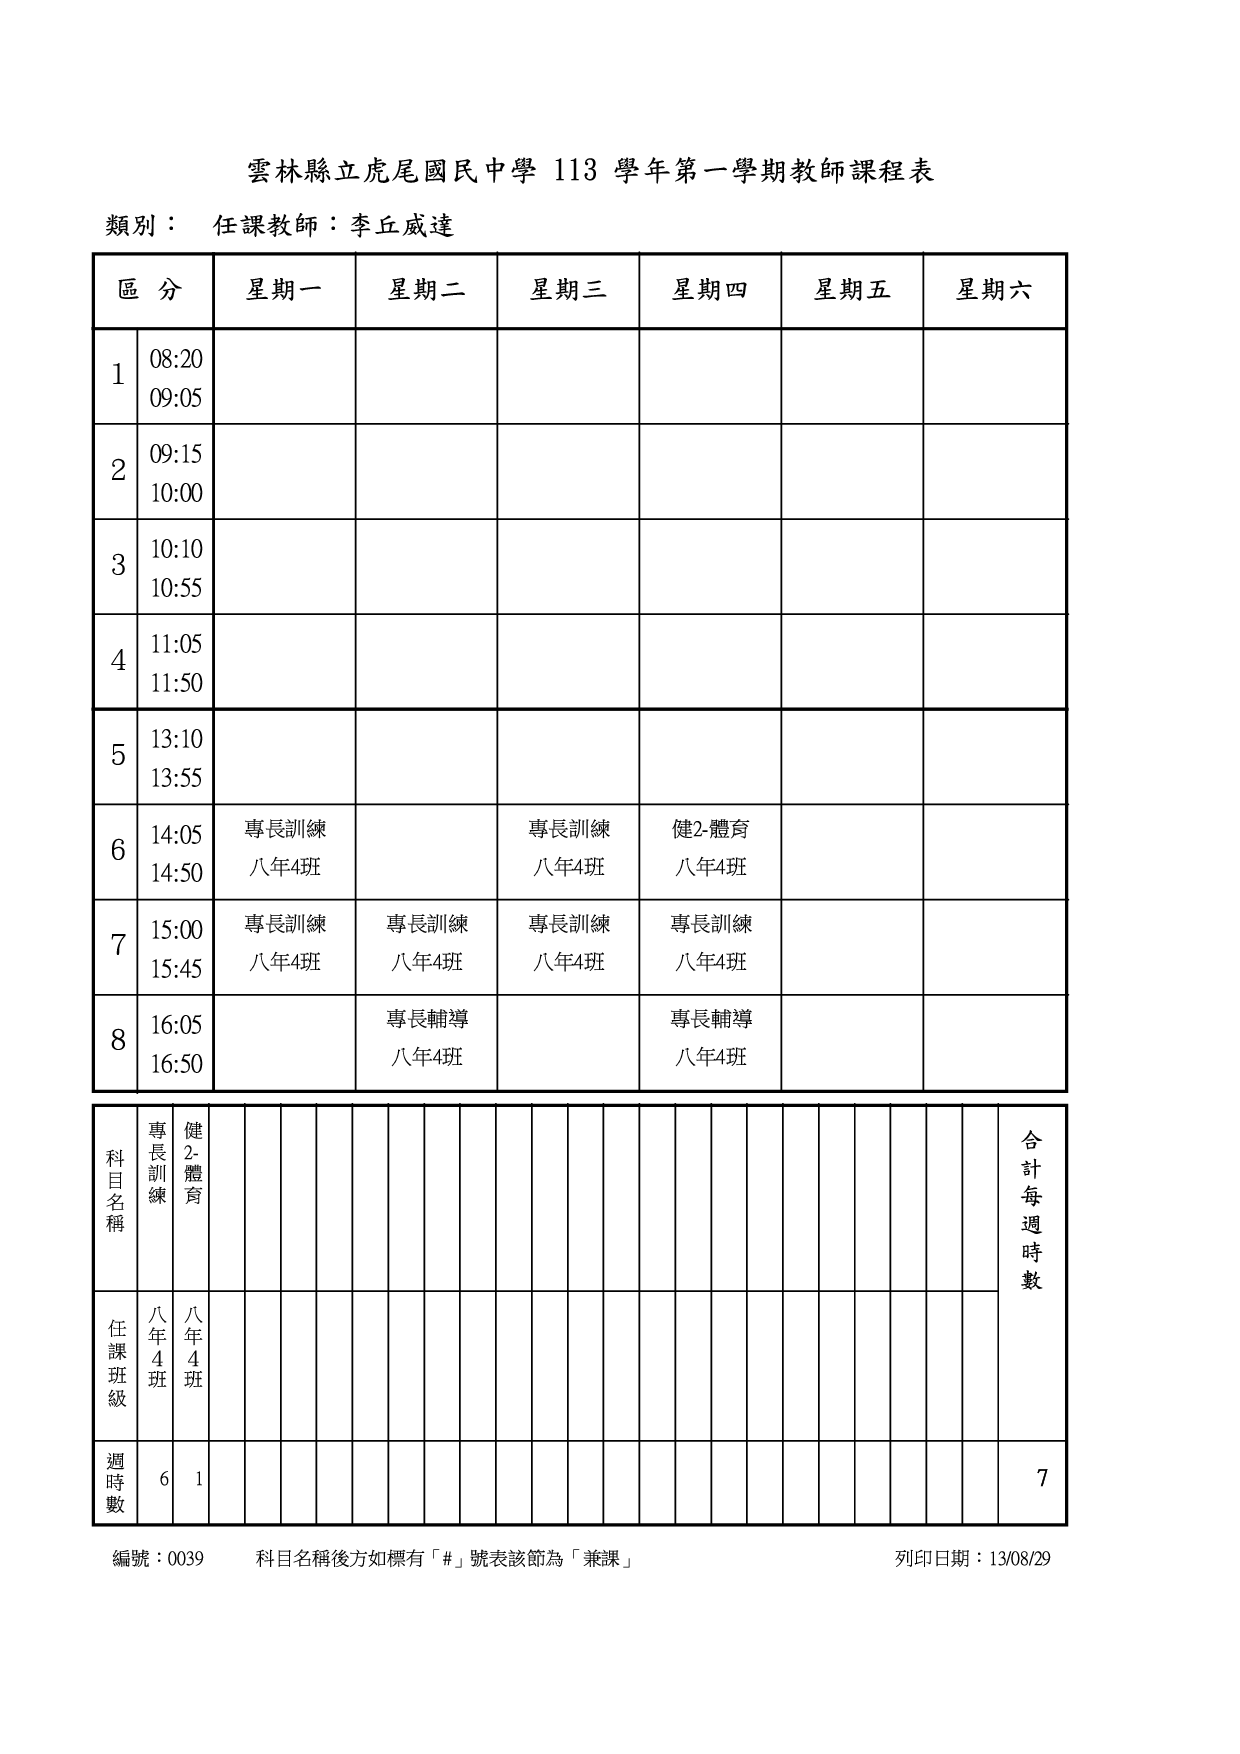 雲林縣立虎尾國民中學 113 學年第一學期教師課程表
類別： 任課教師：李丘威達
區 分 星期一 星期二 星期三 星期四 星期五 星期六
1 08:20 09:05
2 09:15 10:00
3 10:10 10:55
4 11:05 11:50
5 13:10 13:55
6 14:05 14:50 專長訓練 八年4班 專長訓練 八年4班 健2-體育 八年4班
7 15:00 15:45 專長訓練 八年4班 專長訓練 八年4班 專長訓練 八年4班 專長訓練 八年4班
8 16:05 16:50 專長輔導 八年4班 專長輔導 八年4班
科目名稱 專長訓練 健2-體育 合計每週時數
任課班級 八年4班 八年4班
週時數 6 1 7
編號：0039 科目名稱後方如標有「#」號表該節為「兼課」 列印日期：13/08/29